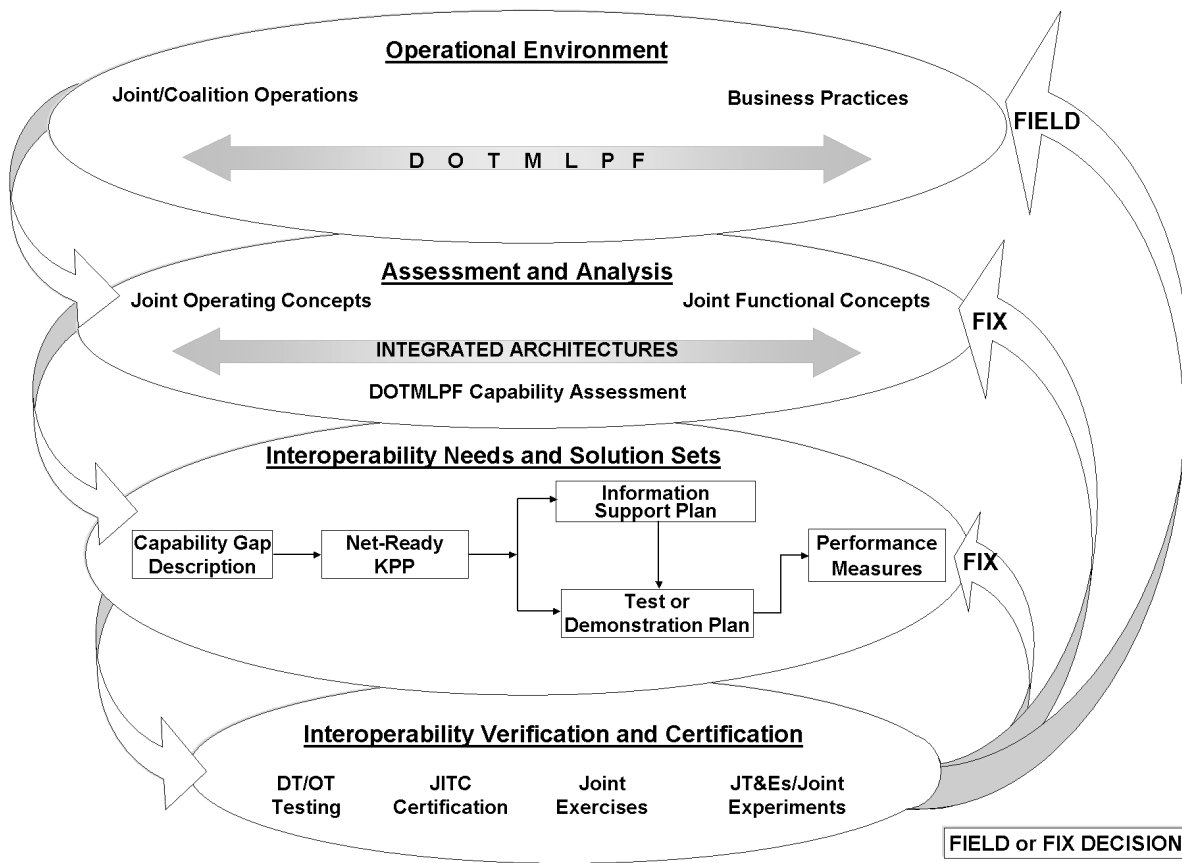 Operational Environment
Joint/Coalition Operations
Business Practices
FIELD
D O T M L P F
Assessment and Analysis
Joint Operating Concepts
Joint Functional Concepts
FIX
INTEGRATED ARCHITECTURES
DOTMLPF Capability Assessment
Interoperability Needs and Solution Sets
Information
Support Plan
Capability Gap
Description
Net-Ready
KPP
Performance
Measures
FIX
Test or
Demonstration Plan
Interoperability Verification and Certification
DT/OT
Testing
JITC
Certification
Joint
Exercises
JT&Es/Joint
Experiments
FIELD or FIX DECISION